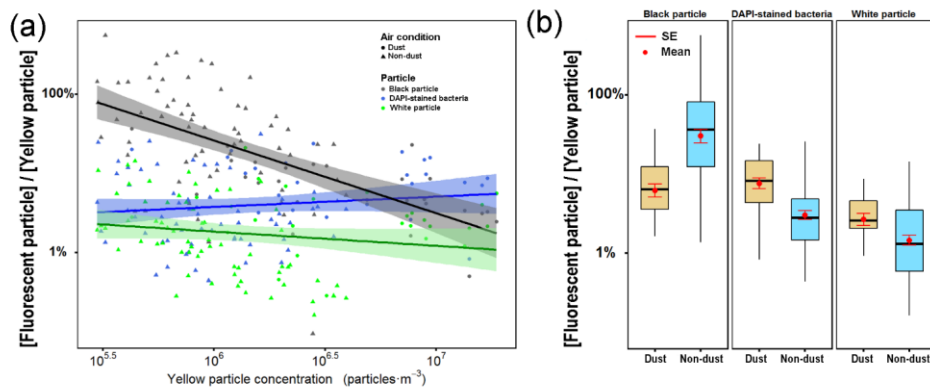 (a)
[Fluorescent particle] / [Yellow particle]
100%
1%
Air condition
Dust
Non-dust
Particle
Black particle
DAPI-stained bacteria
White particle
10^5.5 10^6 10^6.5 10^7
Yellow particle concentration (particles·m⁻³)
(b)
[Fluorescent particle] / [Yellow particle]
100%
1%
Black particle DAPI-stained bacteria White particle
SE
Mean
Dust Non-dust Dust Non-dust Dust Non-dust